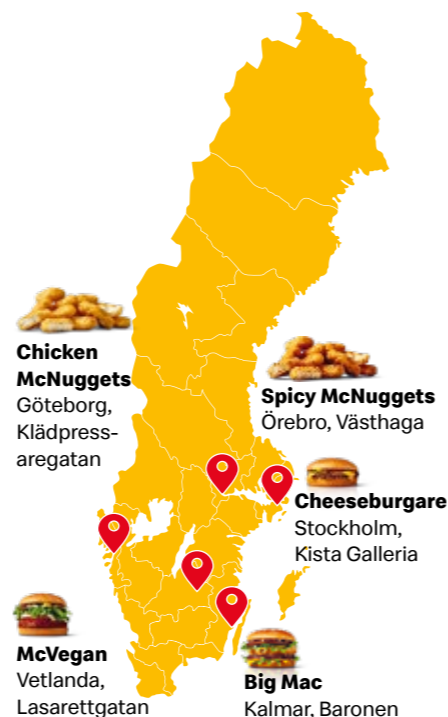 Chicken
McNuggets
Göteborg,
Klädpress-
aregatan
Spicy McNuggets
Örebro, Västhaga
Cheeseburgare
Stockholm,
Kista Galleria
McVegan
Vetlanda,
Lasarettgatan
Big Mac
Kalmar, Baronen